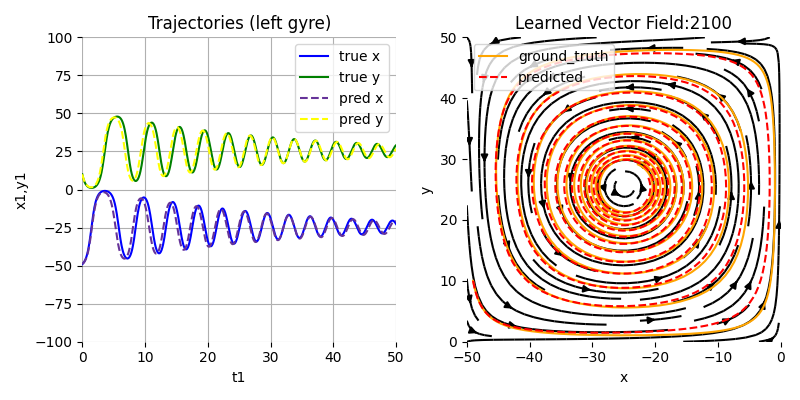 Trajectories (left gyre)
100
75
50
25
0
−25
−50
−75
−100
0
10
20
30
40
50
x1,y1
t1
true x
true y
pred x
pred y
Learned Vector Field:2100
50
40
30
20
10
0
−50
−40
−30
−20
−10
0
y
x
ground_truth
predicted